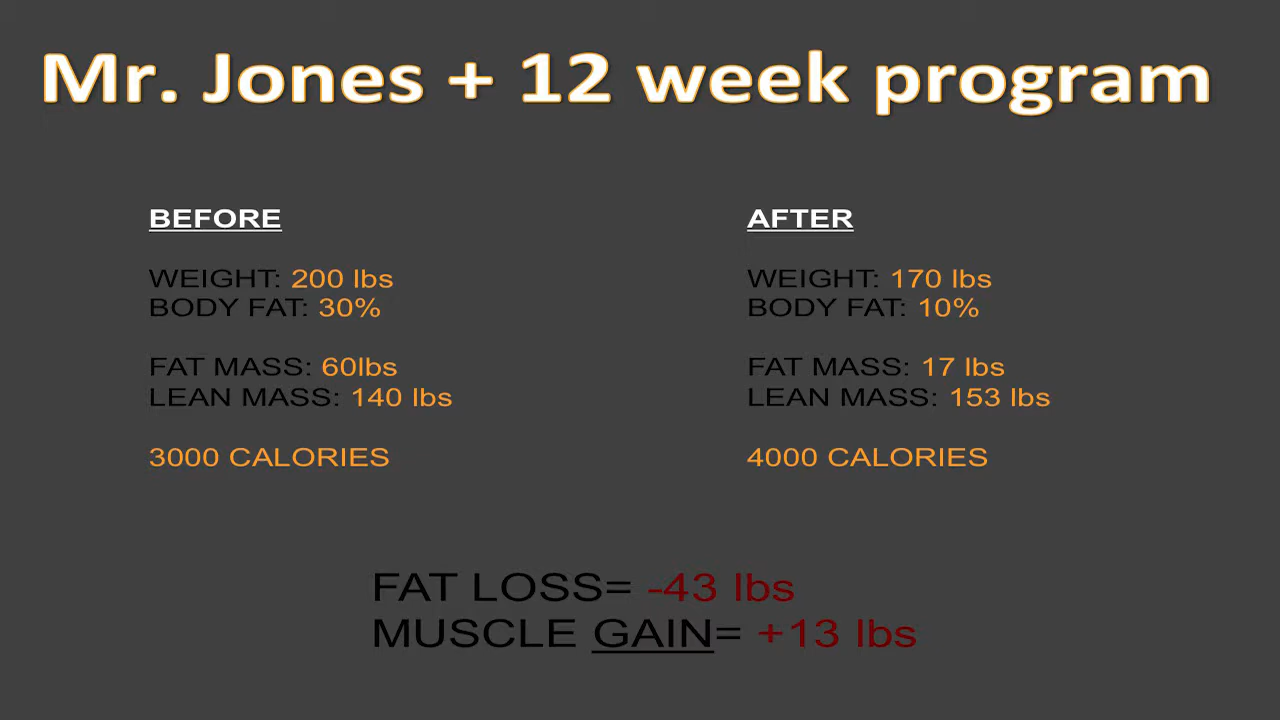 Mr. Jones + 12 week program
BEFORE
WEIGHT: 200 lbs
BODY FAT: 30%
FAT MASS: 60lbs
LEAN MASS: 140 lbs
3000 CALORIES
AFTER
WEIGHT: 170 lbs
BODY FAT: 10%
FAT MASS: 17 lbs
LEAN MASS: 153 lbs
4000 CALORIES
FAT LOSS= -43 lbs
MUSCLE GAIN= +13 lbs